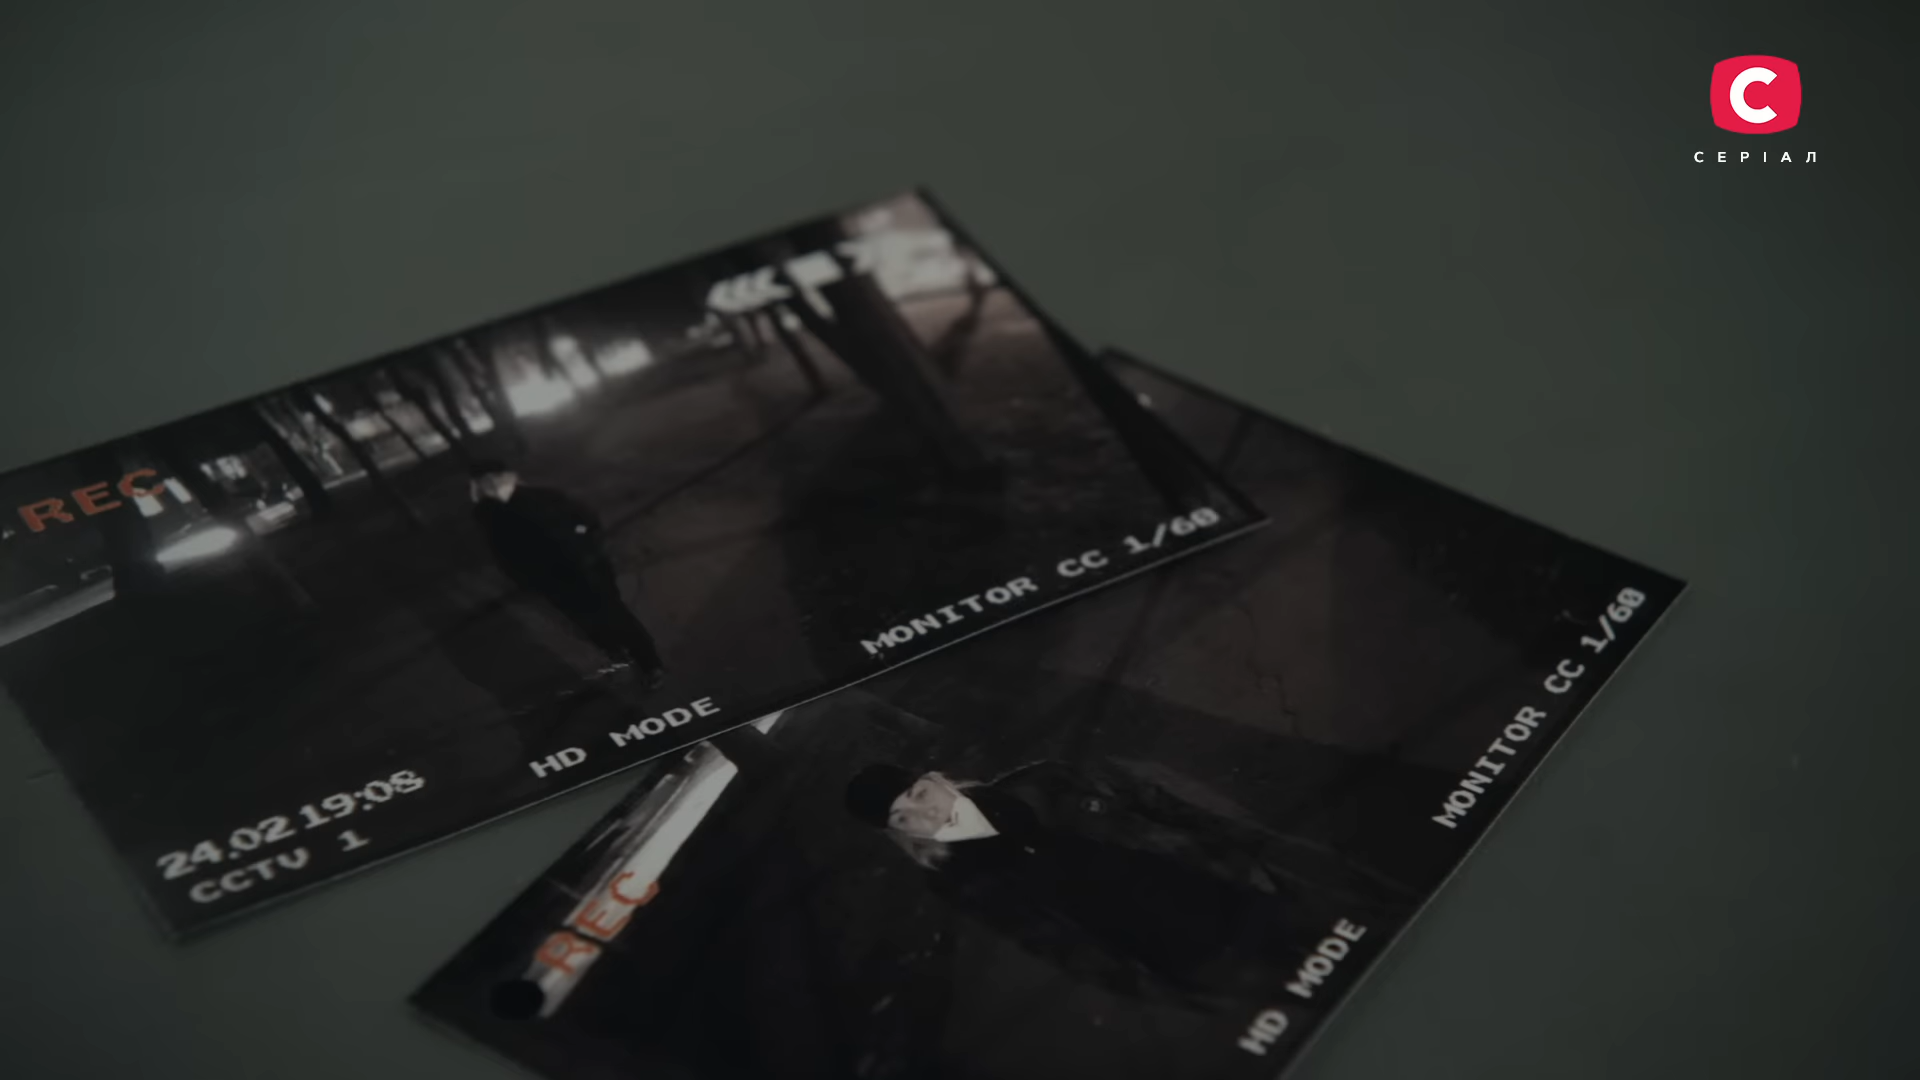 С
СЕРІАЛ
REC
MONITOR CC 1/60
HD MODE
24.02 19:08
CCTV 1
MONITOR CC 1/60
REC
HD MODE